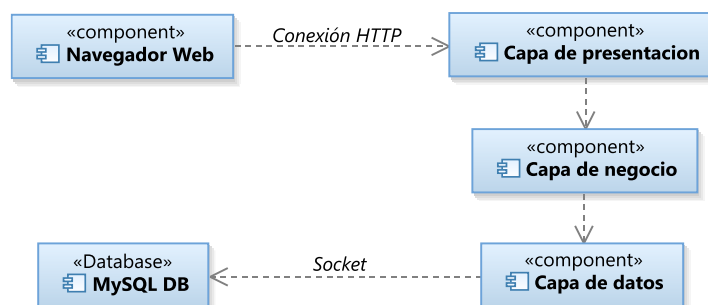 «component»
Navegador Web
Conexión HTTP
«component»
Capa de presentacion
«component»
Capa de negocio
«Database»
MySQL DB
Socket
«component»
Capa de datos